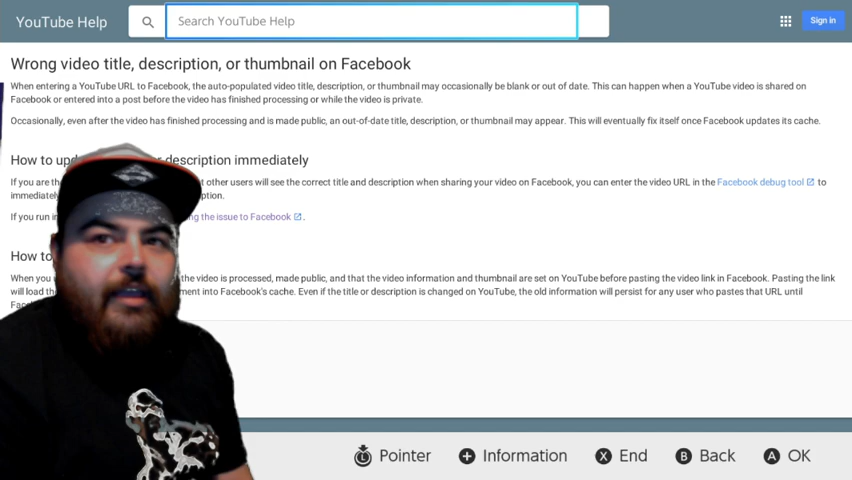 YouTube Help
Search YouTube Help
Sign in
Wrong video title, description, or thumbnail on Facebook
When entering a YouTube URL to Facebook, the auto-populated video title, description, or thumbnail may occasionally be blank or out of date. This can happen when a YouTube video is shared on
Facebook or entered into a post before the video has finished processing or while the video is private.
Occasionally, even after the video has finished processing and is made public, an out-of-date title, description, or thumbnail may appear. This will eventually fix itself once Facebook updates its cache.
How to description immediately
If you are other users will see the correct title and description when sharing your video on Facebook, you can enter the video URL in the Facebook debug tool to
If you run the issue to Facebook.
How to
When you the video is processed, made public, and that the video information and thumbnail are set on YouTube before pasting the video link in Facebook. Pasting the link
will load into Facebook's cache. Even if the title or description is changed on YouTube, the old information will persist for any user who pastes that URL until
L Pointer + Information X End B Back A OK